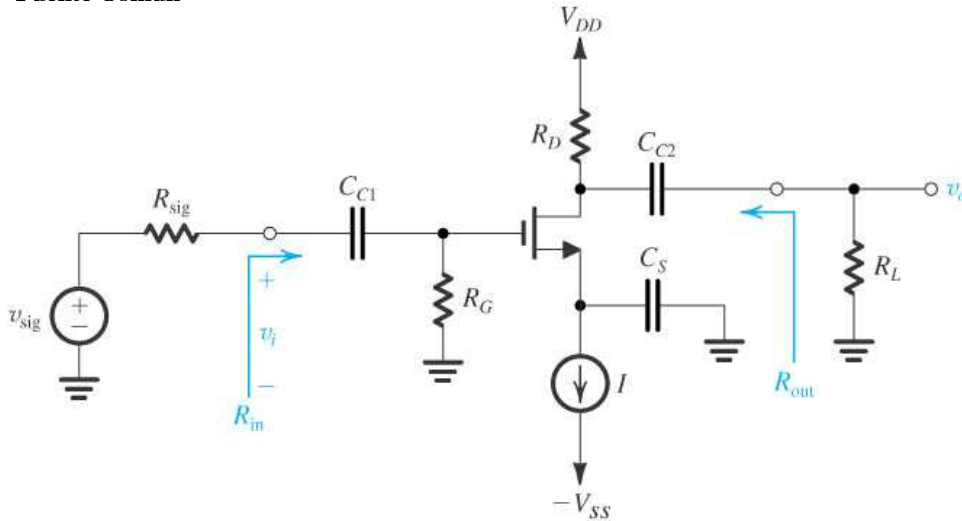 V_DD
R_D
C_C2
C_C1
R_sig
v_sig
+
−
+
v_i
−
R_in
R_G
C_S
R_L
R_out
I
−V_SS